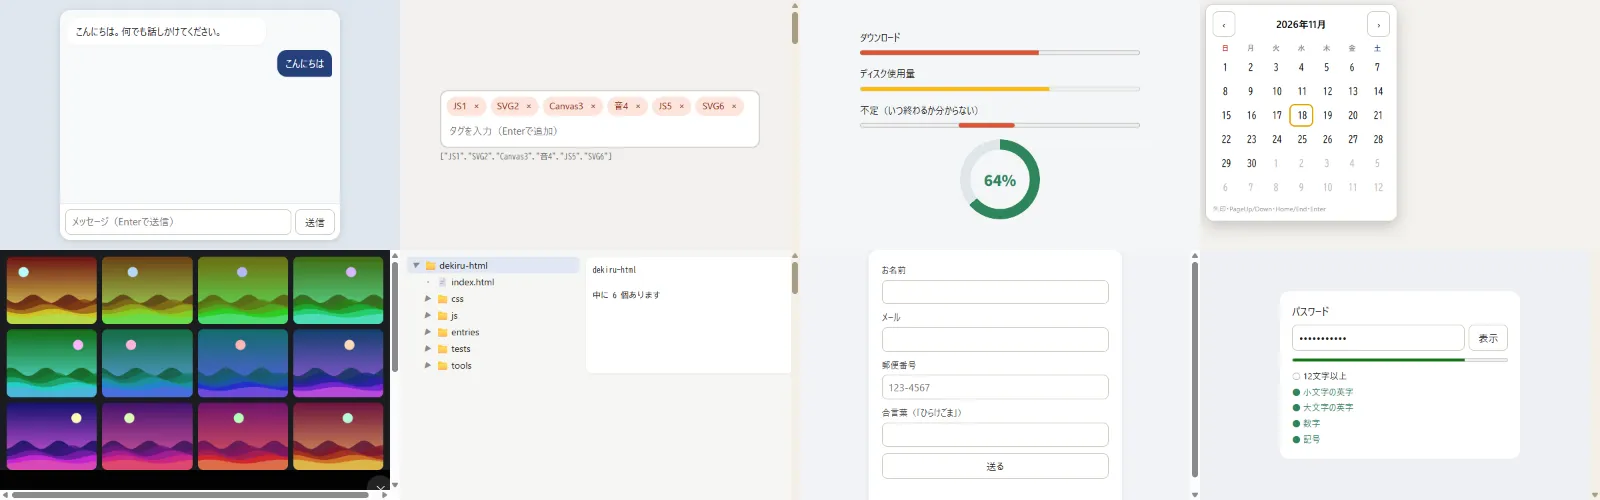 こんにちは。何でも話しかけてください。
こんにちは
メッセージ（Enterで送信）
送信
JS1 × SVG2 × Canvas3 × 音4 × JS5 × SVG6 ×
タグを入力（Enterで追加）
["JS1","SVG2","Canvas3","音4","JS5","SVG6"]
ダウンロード
ディスク使用量
不定（いつ終わるか分からない）
64%
‹ 2026年11月 ›
日 月 火 水 木 金 土
1 2 3 4 5 6 7
8 9 10 11 12 13 14
15 16 17 18 19 20 21
22 23 24 25 26 27 28
29 30 1 2 3 4 5
6 7 8 9 10 11 12
矢印・PageUp/Down・Home/End・Enter
dekiru-html
index.html
css
js
entries
tests
tools
dekiru-html
中に 6 個あります
お名前
メール
郵便番号
123-4567
合言葉（「ひらけごま」）
送る
パスワード
•••••••••••
表示
12文字以上
小文字の英字
大文字の英字
数字
記号